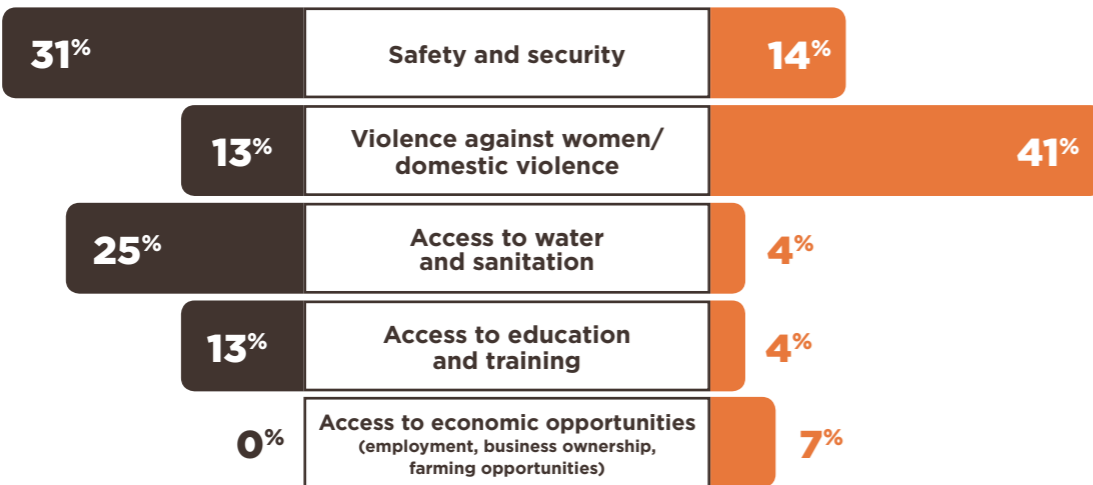 31% Safety and security 14%
13% Violence against women/
domestic violence 41%
25% Access to water
and sanitation 4%
13% Access to education
and training 4%
0% Access to economic opportunities
(employment, business ownership,
farming opportunities) 7%